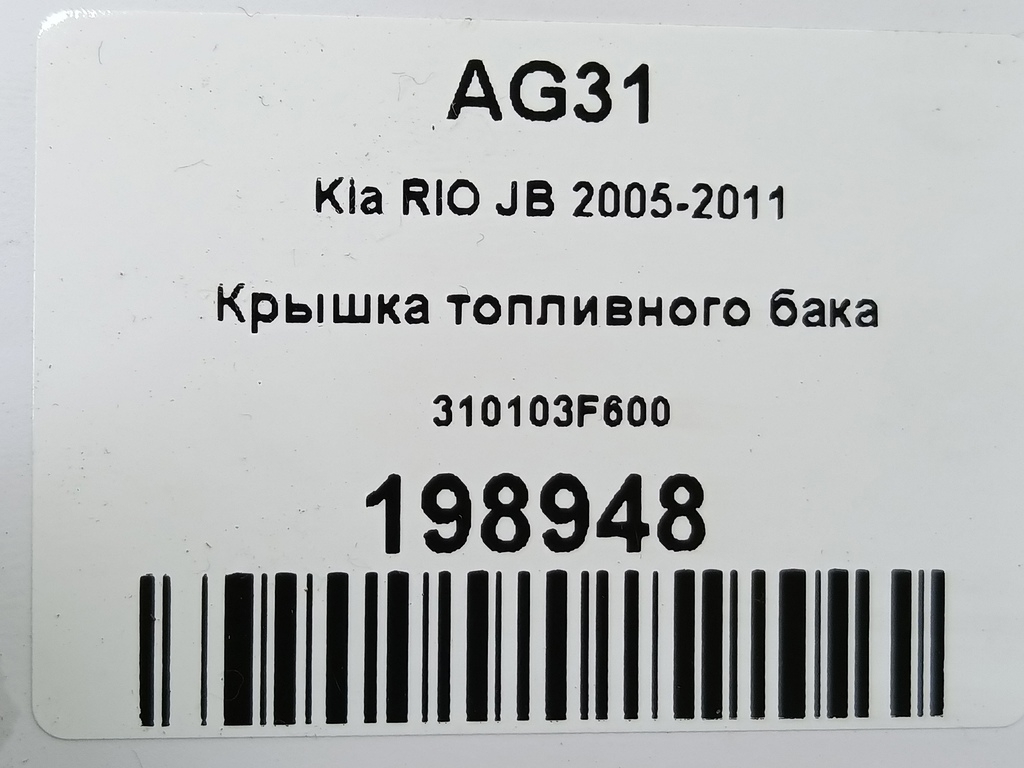 AG31
Kia RIO JB 2005-2011
Крышка топливного бака
310103F600
198948